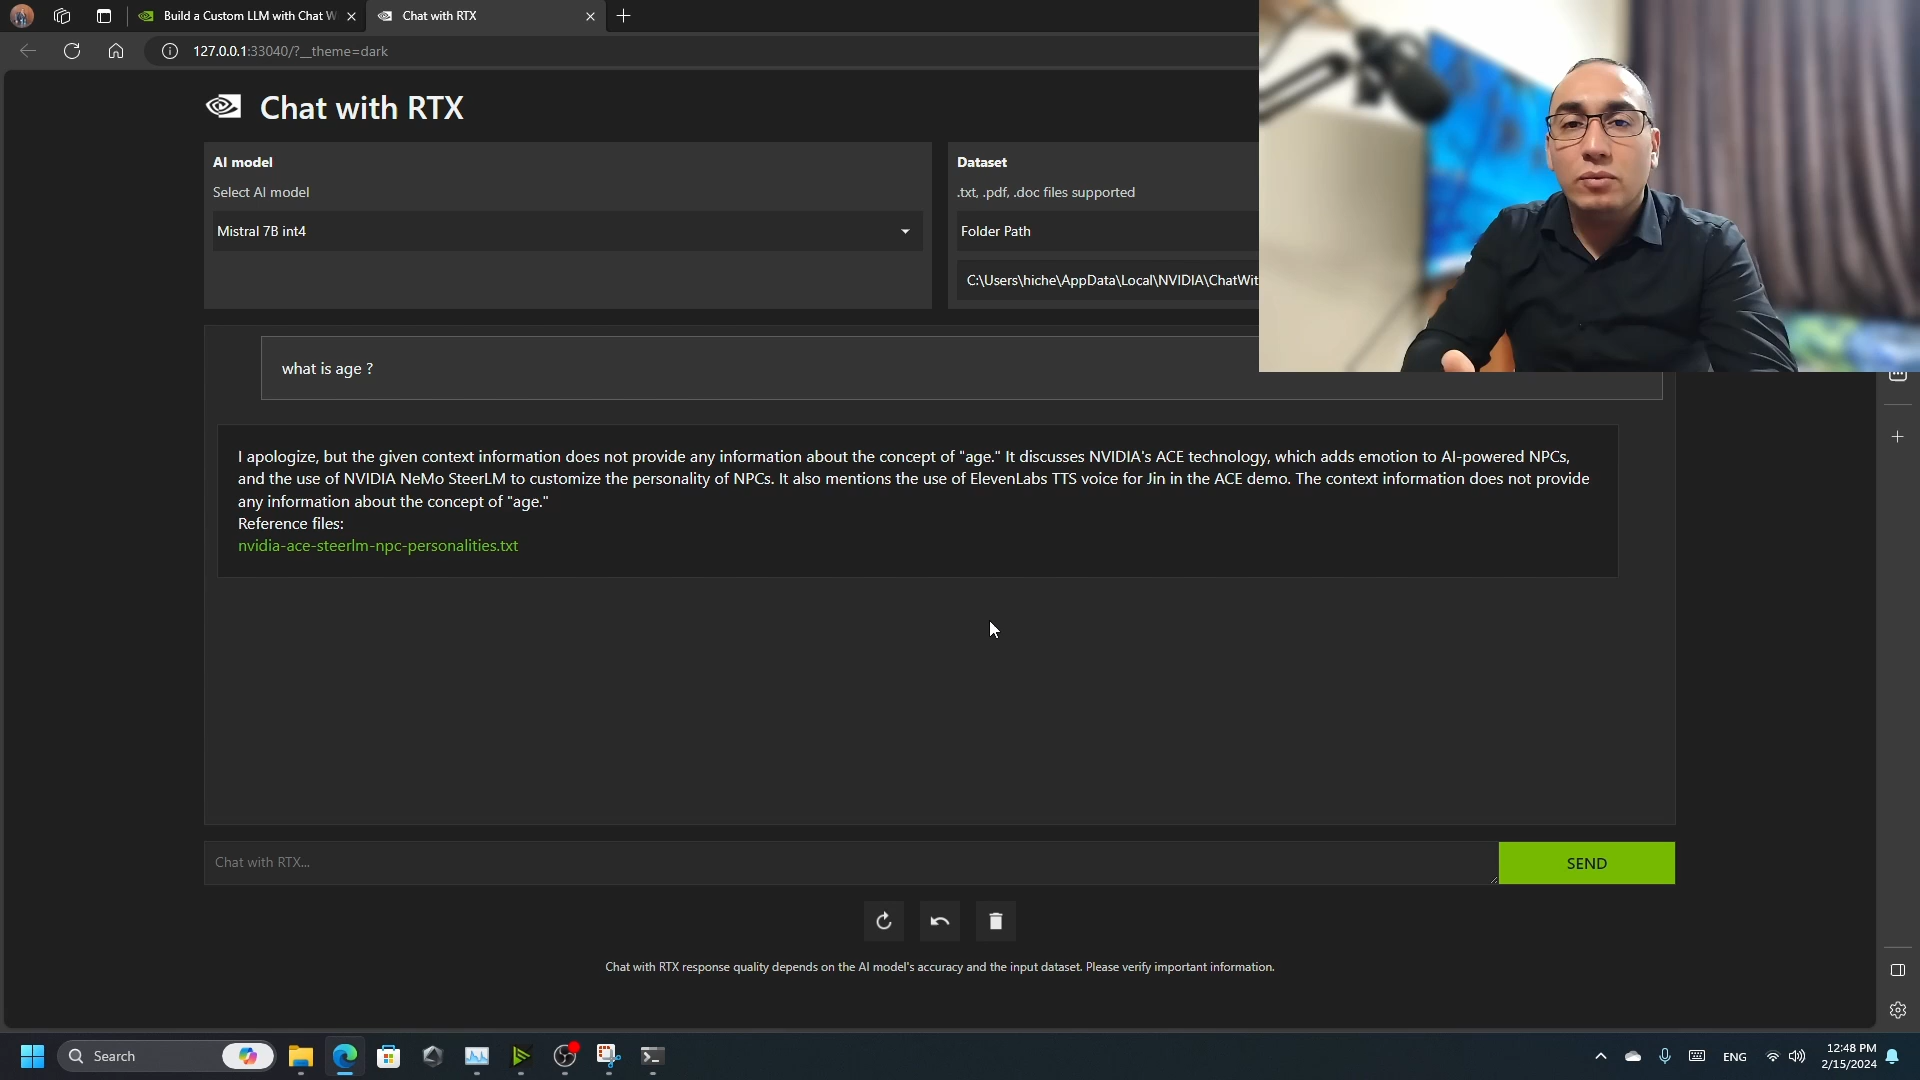 Build a Custom LLM with Chat W
Chat with RTX
127.0.0.1:33040/?__theme=dark
Chat with RTX
AI model
Select AI model
Mistral 7B int4
Dataset
.txt, .pdf, .doc files supported
Folder Path
C:\Users\hiche\AppData\Local\NVIDIA\ChatWit
what is age ?
I apologize, but the given context information does not provide any information about the concept of "age." It discusses NVIDIA's ACE technology, which adds emotion to AI-powered NPCs,
and the use of NVIDIA NeMo SteerLM to customize the personality of NPCs. It also mentions the use of ElevenLabs TTS voice for Jin in the ACE demo. The context information does not provide
any information about the concept of "age."
Reference files:
nvidia-ace-steerlm-npc-personalities.txt
Chat with RTX...
SEND
Chat with RTX response quality depends on the AI model's accuracy and the input dataset. Please verify important information.
Search
ENG
12:48 PM
2/15/2024